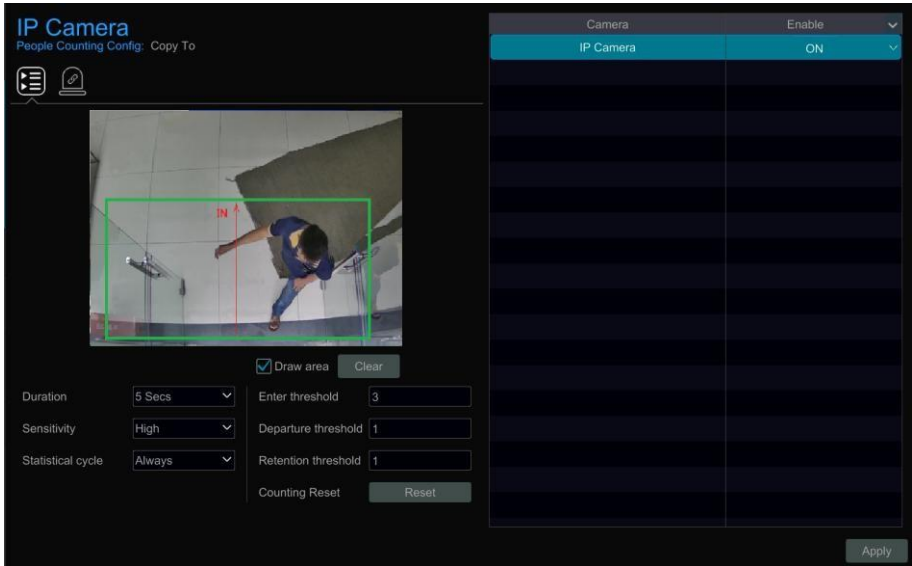 IP Camera
People Counting Config: Copy To
IN
Draw area Clear
Duration 5 Secs
Sensitivity High
Statistical cycle Always
Enter threshold 3
Departure threshold 1
Retention threshold 1
Counting Reset Reset
Camera Enable
IP Camera ON
Apply